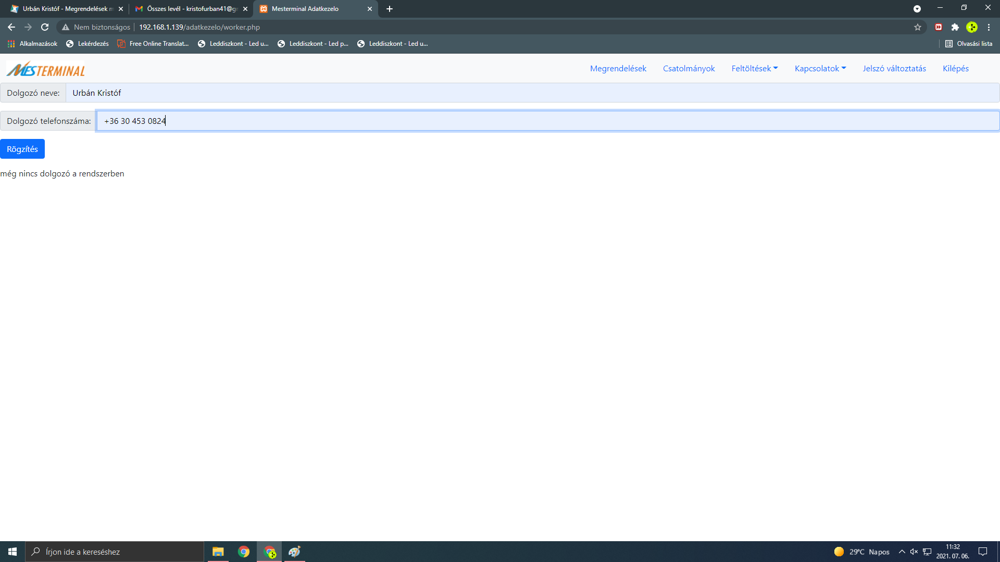 Urbán Kristóf - Megrendelések m
Összes levél - kristofurban41@gr
Mesterminal Adatkezelo
Nem biztonságos
192.168.1.139/adatkezelo/worker.php
Alkalmazások
Lekérdezés
Free Online Translat...
Leddiszkont - Led u...
Leddiszkont - Led p...
Leddiszkont - Led u...
Olvasási lista
MESTERMINAL
Megrendelések
Csatolmányok
Feltöltések
Kapcsolatok
Jelszó változtatás
Kilépés
Dolgozó neve: Urbán Kristóf
Dolgozó telefonszáma: +36 30 453 0824
Rögzítés
még nincs dolgozó a rendszerben
Írjon ide a kereséshez
29°C Napos
11:32
2021. 07. 06.